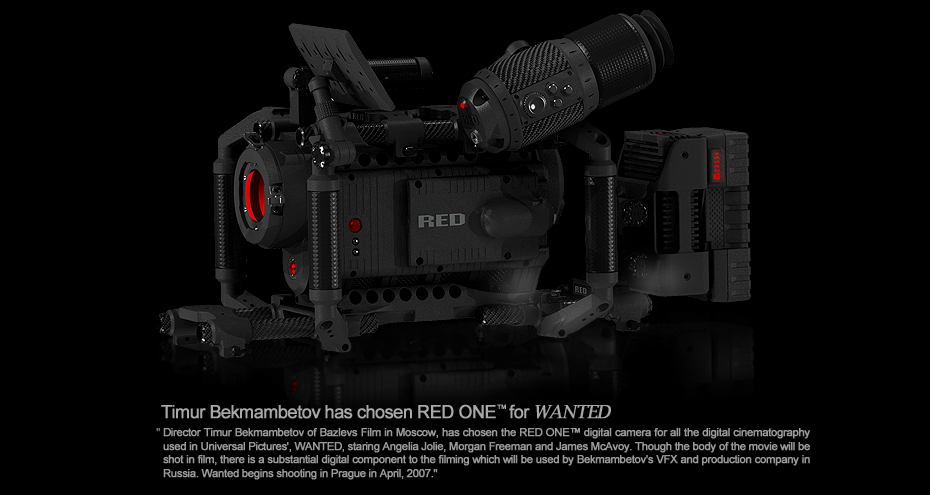 RED
RED
Timur Bekmambetov has chosen RED ONE™ for WANTED
" Director Timur Bekmambetov of Bazlevs Film in Moscow, has chosen the RED ONE™ digital camera for all the digital cinematography
used in Universal Pictures', WANTED, staring Angelia Jolie, Morgan Freeman and James McAvoy. Though the body of the movie will be
shot in film, there is a substantial digital component to the filming which will be used by Bekmambetov's VFX and production company in
Russia. Wanted begins shooting in Prague in April, 2007."